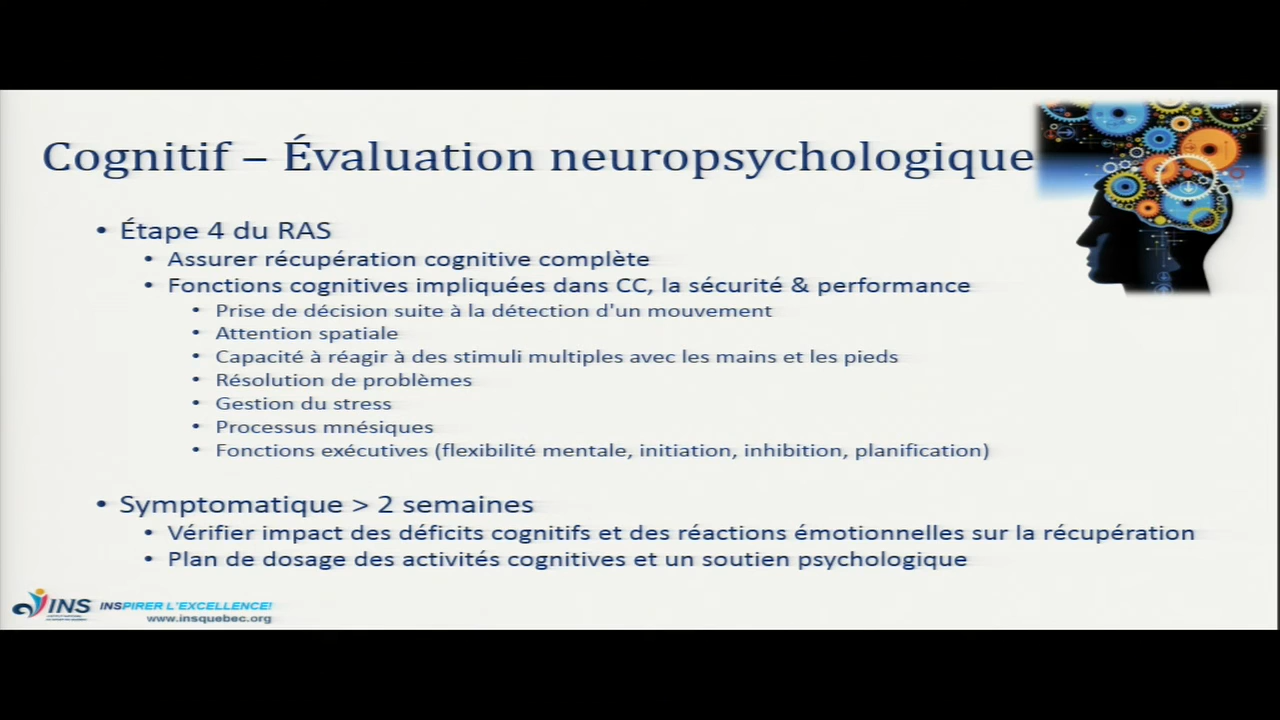 Cognitif – Évaluation neuropsychologique
• Étape 4 du RAS
• Assurer récupération cognitive complète
• Fonctions cognitives impliquées dans CC, la sécurité & performance
• Prise de décision suite à la détection d'un mouvement
• Attention spatiale
• Capacité à réagir à des stimuli multiples avec les mains et les pieds
• Résolution de problèmes
• Gestion du stress
• Processus mnésiques
• Fonctions exécutives (flexibilité mentale, initiation, inhibition, planification)
• Symptomatique > 2 semaines
• Vérifier impact des déficits cognitifs et des réactions émotionnelles sur la récupération
• Plan de dosage des activités cognitives et un soutien psychologique
INS INSPIRER L'EXCELLENCE!
www.insquebec.org